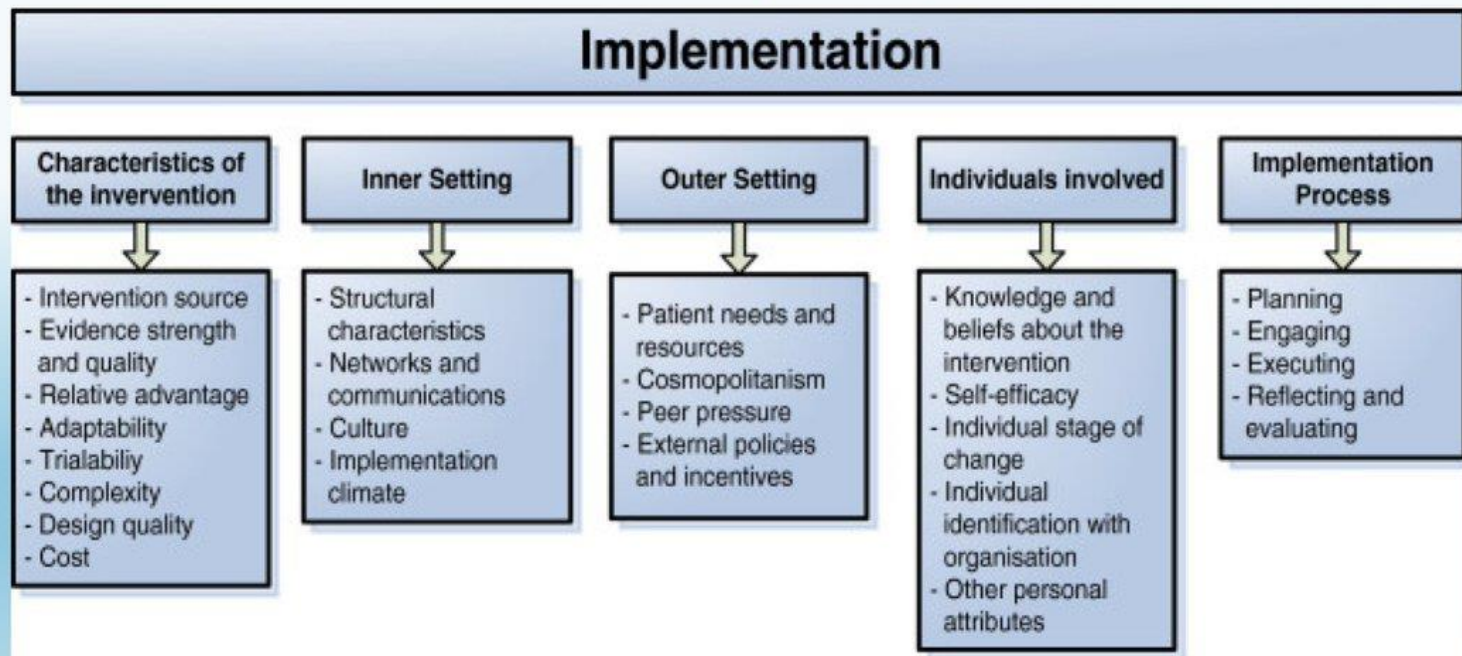 Implementation
Characteristics of
the invervention
Inner Setting
Outer Setting
Individuals involved
Implementation
Process
- Intervention source
- Evidence strength
and quality
- Relative advantage
- Adaptability
- Trialabiliy
- Complexity
- Design quality
- Cost
- Structural
characteristics
- Networks and
communications
- Culture
- Implementation
climate
- Patient needs and
resources
- Cosmopolitanism
- Peer pressure
- External policies
and incentives
- Knowledge and
beliefs about the
intervention
- Self-efficacy
- Individual stage of
change
- Individual
identification with
organisation
- Other personal
attributes
- Planning
- Engaging
- Executing
- Reflecting and
evaluating